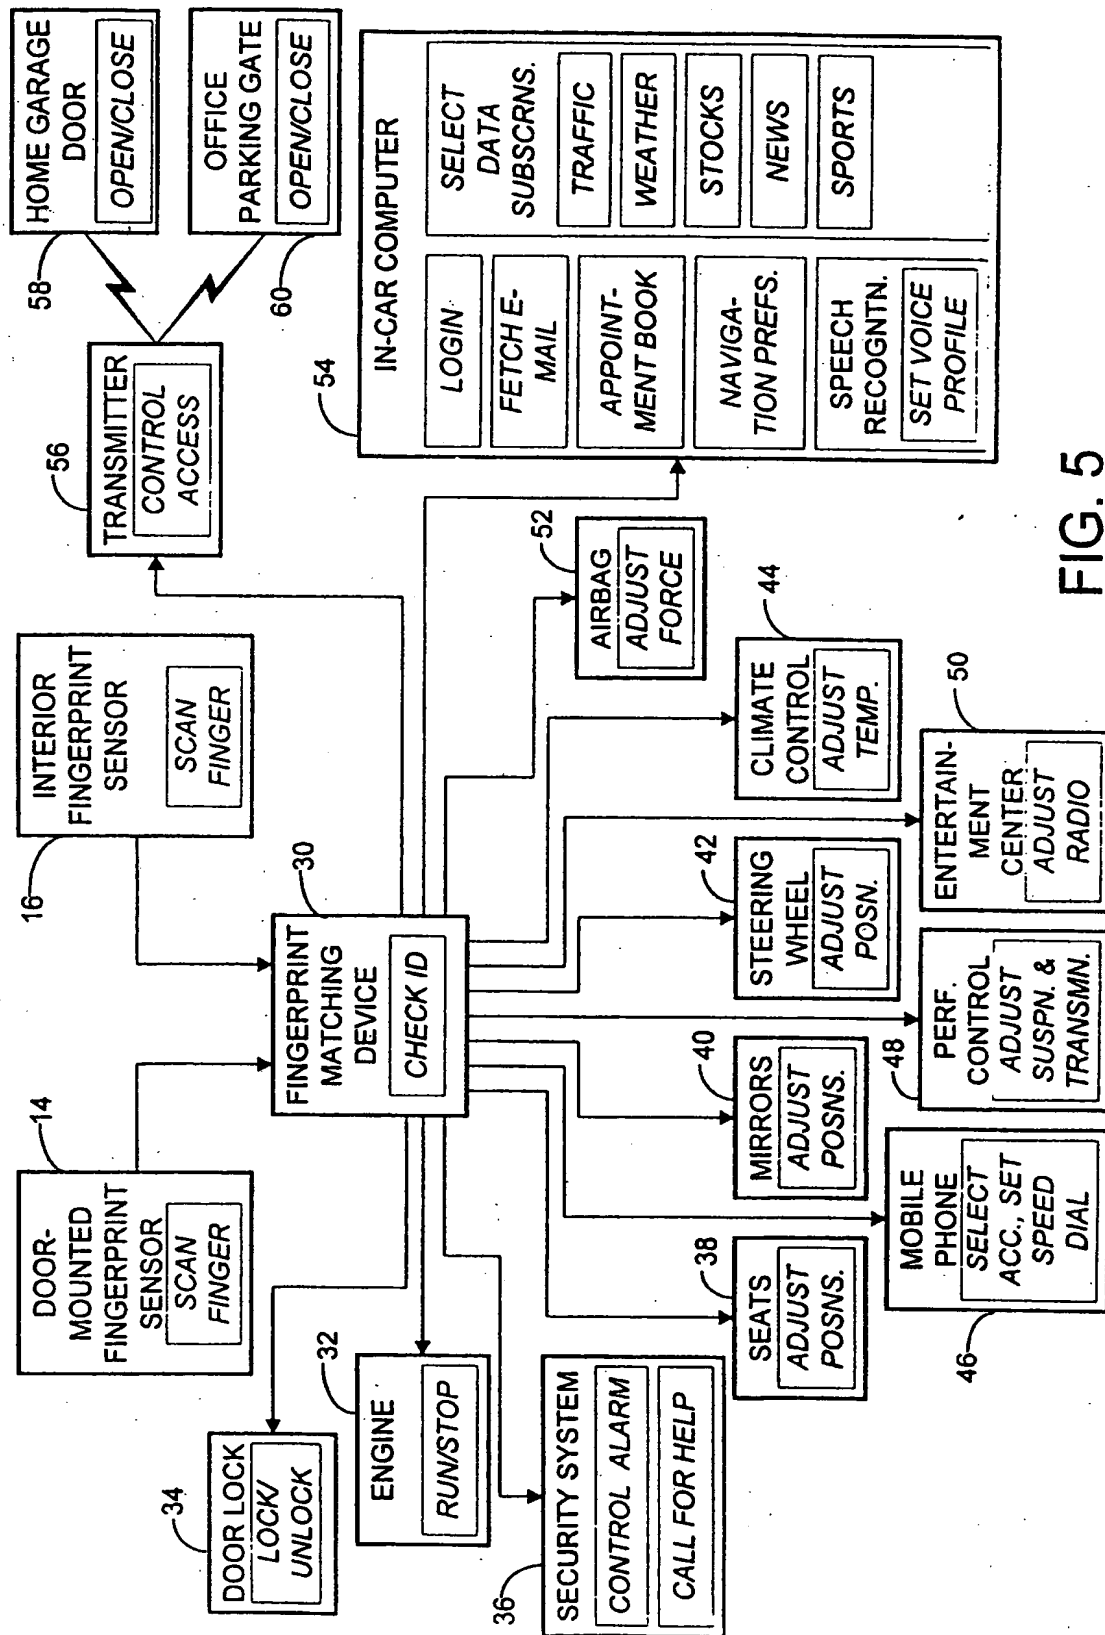 DOOR-
MOUNTED
FINGERPRINT
SENSOR
SCAN
FINGER
14
INTERIOR
FINGERPRINT
SENSOR
SCAN
FINGER
16
HOME GARAGE
DOOR
OPEN/CLOSE
58
OFFICE
PARKING GATE
OPEN/CLOSE
60
TRANSMITTER
CONTROL
ACCESS
56
DOOR LOCK
LOCK/
UNLOCK
34
FINGERPRINT
MATCHING
DEVICE
CHECK ID
30
ENGINE
RUN/STOP
32
IN-CAR COMPUTER
54
LOGIN
FETCH E-
MAIL
APPOINT-
MENT BOOK
NAVIGA-
TION PREFS.
SPEECH
RECOGNTN.
SET VOICE
PROFILE
SELECT
DATA
SUBSCRNS.
TRAFFIC
WEATHER
STOCKS
NEWS
SPORTS
SECURITY SYSTEM
CONTROL ALARM
CALL FOR HELP
36
AIRBAG
ADJUST
FORCE
52
SEATS
ADJUST
POSNS.
38
MIRRORS
ADJUST
POSNS.
40
STEERING
WHEEL
ADJUST
POSN.
42
CLIMATE
CONTROL
ADJUST
TEMP.
44
MOBILE
PHONE
SELECT
ACC., SET
SPEED
DIAL
46
PERF.
CONTROL
ADJUST
SUSPN. &
TRANSMN.
48
ENTERTAIN-
MENT
CENTER
ADJUST
RADIO
50
FIG. 5